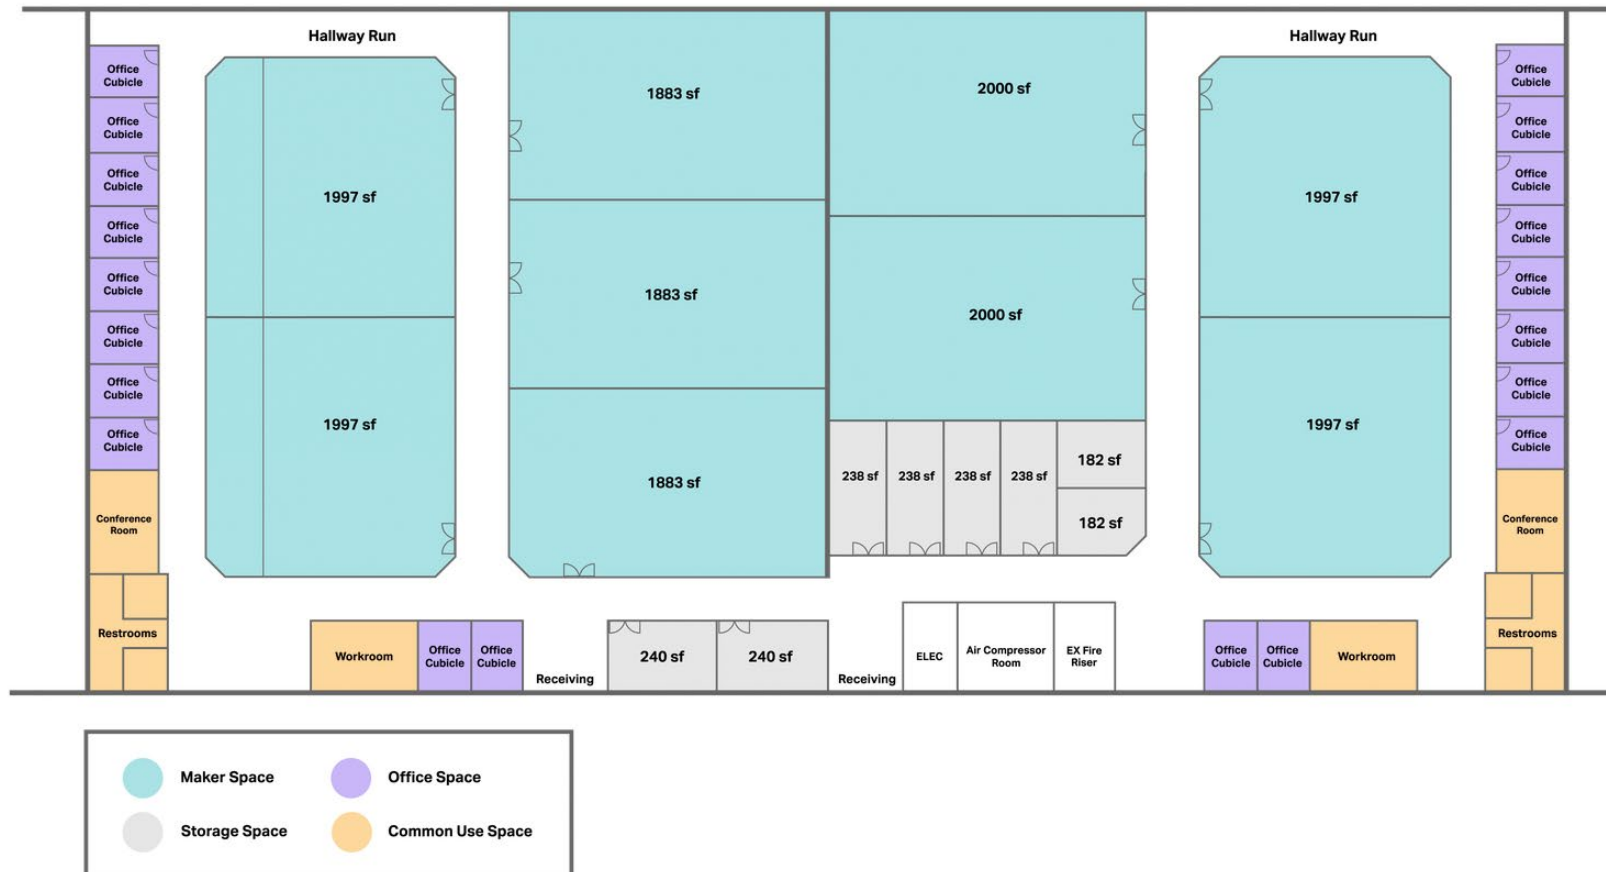 Hallway Run
Hallway Run
Office
Cubicle
Office
Cubicle
Office
Cubicle
Office
Cubicle
Office
Cubicle
Office
Cubicle
Office
Cubicle
Office
Cubicle
Conference
Room
Restrooms
1997 sf
1997 sf
1883 sf
1883 sf
1883 sf
2000 sf
2000 sf
238 sf
238 sf
238 sf
238 sf
182 sf
182 sf
1997 sf
1997 sf
Office
Cubicle
Office
Cubicle
Office
Cubicle
Office
Cubicle
Office
Cubicle
Office
Cubicle
Office
Cubicle
Office
Cubicle
Conference
Room
Restrooms
Workroom
Office
Cubicle
Office
Cubicle
Receiving
240 sf
240 sf
Receiving
ELEC
Air Compressor
Room
EX Fire
Riser
Office
Cubicle
Office
Cubicle
Workroom
Maker Space
Office Space
Storage Space
Common Use Space